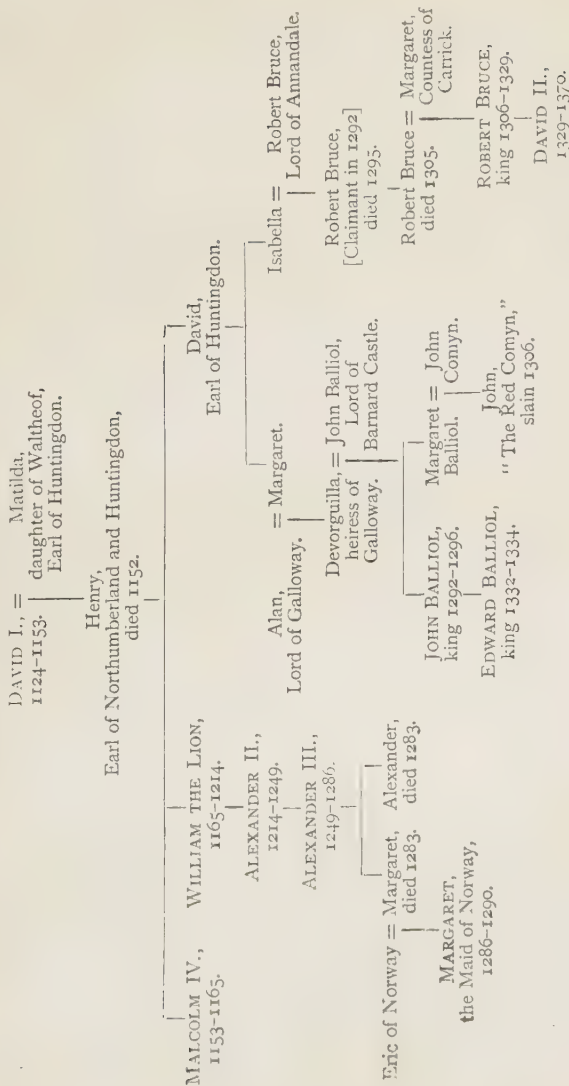 DAVID I., = Matilda,
1124-1153. daughter of Waltheof,
Earl of Huntingdon.
Henry,
Earl of Northumberland and Huntingdon,
died 1152.
MALCOLM IV.,
1153-1165.
WILLIAM THE LION,
1165-1214.
ALEXANDER II.,
1214-1249.
ALEXANDER III.,
1249-1286.
Eric of Norway = Margaret,
died 1283.
Alexander,
died 1283.
MARGARET,
the Maid of Norway,
1286-1290.
David,
Earl of Huntingdon.
Alan, = Margaret.
Lord of Galloway.
Devorguilla, = John Balliol,
heiress of Lord of
Galloway. Barnard Castle.
JOHN BALLIOL,
king 1292-1296.
EDWARD BALLIOL,
king 1332-1334.
Margaret = John
Balliol. Comyn.
John,
"The Red Comyn,"
slain 1306.
Isabella = Robert Bruce,
Lord of Annandale.
Robert Bruce,
[Claimant in 1292]
died 1295.
Robert Bruce = Margaret,
died 1305. Countess of
Carrick.
ROBERT BRUCE,
king 1306-1329.
DAVID II.,
1329-1370.